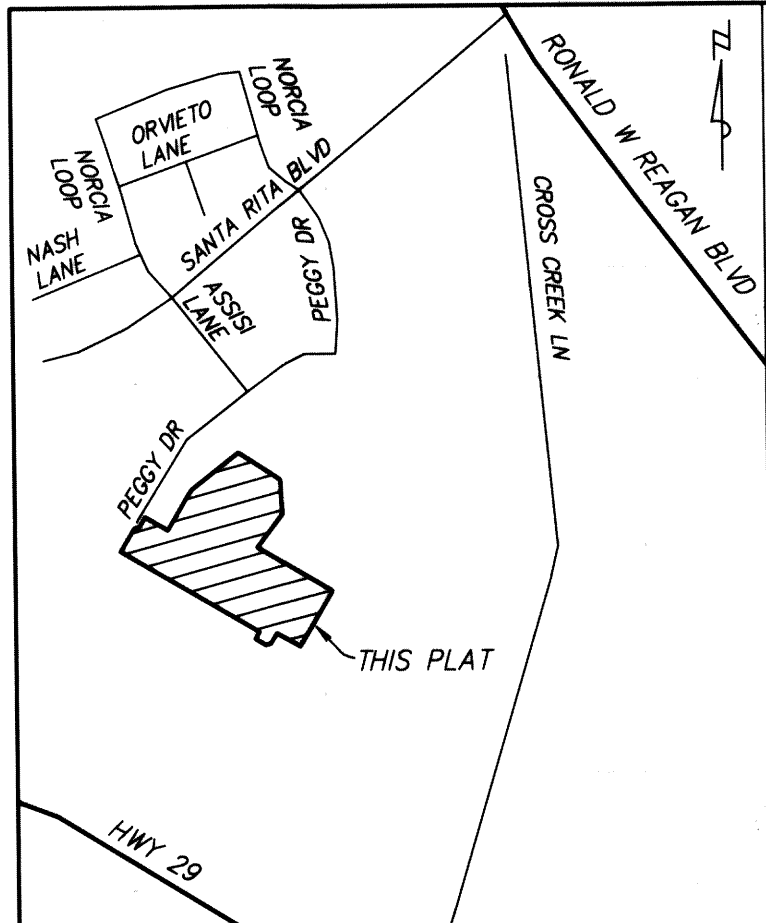 RONALD W REAGAN BLVD
N
NORCIA
LOOP
ORVIETO
LANE
NORCIA
LOOP
SANTA RITA BLVD
NASH
LANE
ASSISI
LANE
PEGGY DR
CROSS CREEK LN
PEGGY DR
THIS PLAT
HWY 29